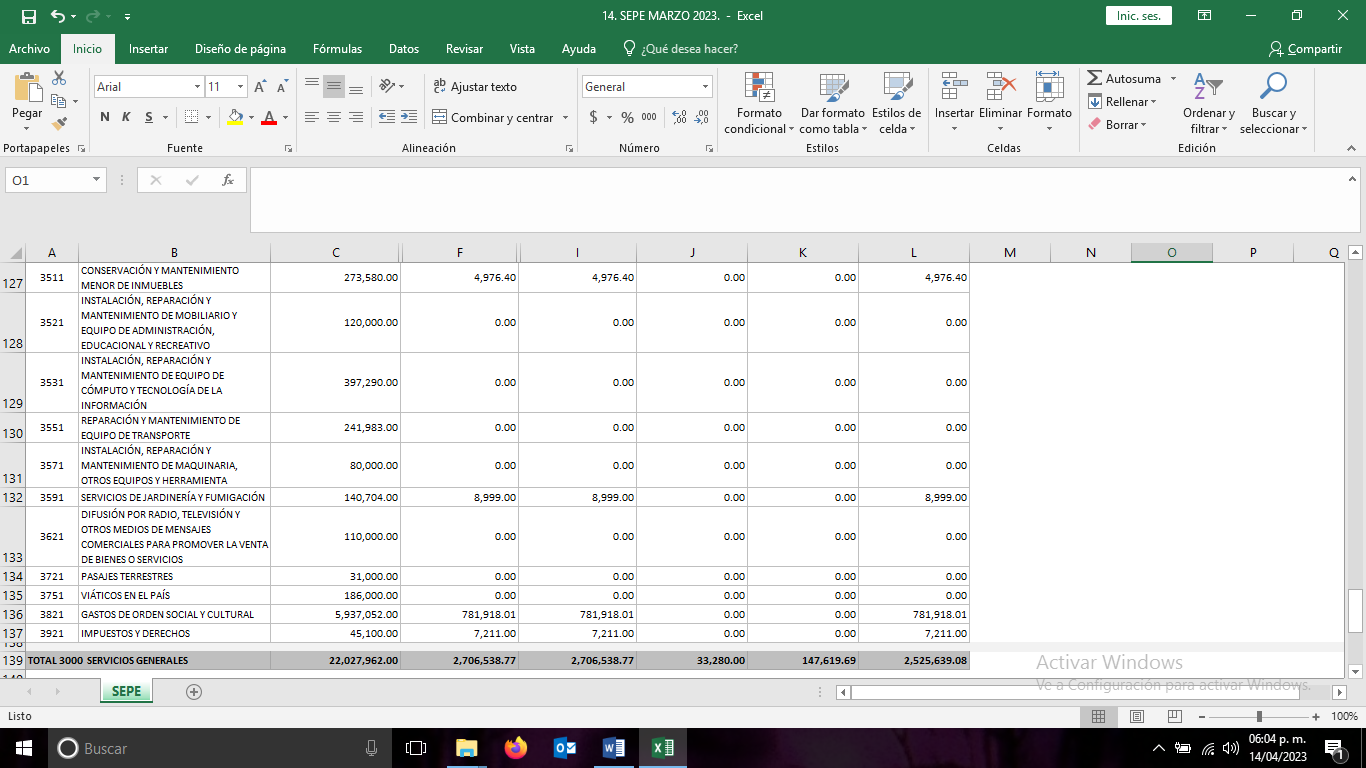 14. SEPE MARZO 2023. - Excel
Inic. ses.
Archivo Inicio Insertar Diseño de página Fórmulas Datos Revisar Vista Ayuda ¿Qué desea hacer? Compartir
Pegar
Arial 11
N K S
Ajustar texto
Combinar y centrar
General
$ % 000
Formato condicional
Dar formato como tabla
Estilos de celda
Insertar
Eliminar
Formato
Autosuma
Rellenar
Borrar
Ordenar y filtrar
Buscar y seleccionar
Portapapeles Fuente Alineación Número Estilos Celdas Edición
O1 fx
A B C F I J K L M N O P Q
127 3511 CONSERVACIÓN Y MANTENIMIENTO MENOR DE INMUEBLES 273,580.00 4,976.40 4,976.40 0.00 0.00 4,976.40
128 3521 INSTALACIÓN, REPARACIÓN Y MANTENIMIENTO DE MOBILIARIO Y EQUIPO DE ADMINISTRACIÓN, EDUCACIONAL Y RECREATIVO 120,000.00 0.00 0.00 0.00 0.00 0.00
129 3531 INSTALACIÓN, REPARACIÓN Y MANTENIMIENTO DE EQUIPO DE CÓMPUTO Y TECNOLOGÍA DE LA INFORMACIÓN 397,290.00 0.00 0.00 0.00 0.00 0.00
130 3551 REPARACIÓN Y MANTENIMIENTO DE EQUIPO DE TRANSPORTE 241,983.00 0.00 0.00 0.00 0.00 0.00
131 3571 INSTALACIÓN, REPARACIÓN Y MANTENIMIENTO DE MAQUINARIA, OTROS EQUIPOS Y HERRAMIENTA 80,000.00 0.00 0.00 0.00 0.00 0.00
132 3591 SERVICIOS DE JARDINERÍA Y FUMIGACIÓN 140,704.00 8,999.00 8,999.00 0.00 0.00 8,999.00
133 3621 DIFUSIÓN POR RADIO, TELEVISIÓN Y OTROS MEDIOS DE MENSAJES COMERCIALES PARA PROMOVER LA VENTA DE BIENES O SERVICIOS 110,000.00 0.00 0.00 0.00 0.00 0.00
134 3721 PASAJES TERRESTRES 31,000.00 0.00 0.00 0.00 0.00 0.00
135 3751 VIÁTICOS EN EL PAÍS 186,000.00 0.00 0.00 0.00 0.00 0.00
136 3821 GASTOS DE ORDEN SOCIAL Y CULTURAL 5,937,052.00 781,918.01 781,918.01 0.00 0.00 781,918.01
137 3921 IMPUESTOS Y DERECHOS 45,100.00 7,211.00 7,211.00 0.00 0.00 7,211.00
139 TOTAL 3000 SERVICIOS GENERALES 22,027,962.00 2,706,538.77 2,706,538.77 33,280.00 147,619.69 2,525,639.08
Activar Windows
Ve a Configuración para activar Windows.
SEPE
Listo 100%
Buscar
06:04 p. m.
14/04/2023
1